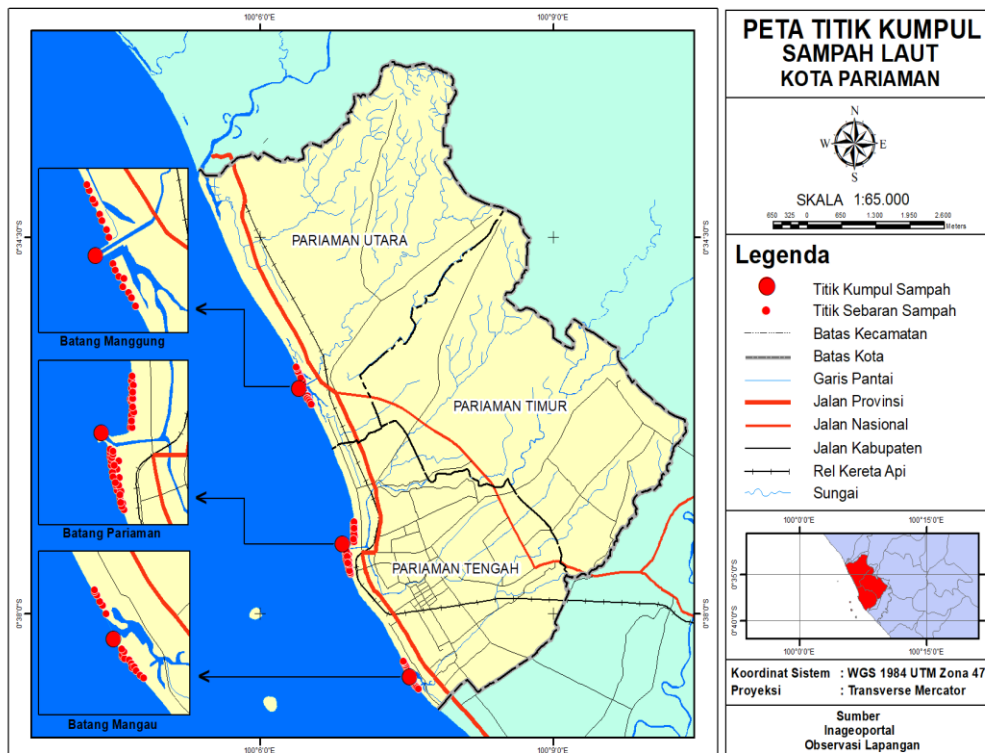 100°6'0"E
100°9'0"E
0°34'30"S
0°34'30"S
0°38'0"S
0°38'0"S
100°6'0"E
100°9'0"E
PARIAMAN UTARA
PARIAMAN TIMUR
PARIAMAN TENGAH
Batang Manggung
Batang Pariaman
Batang Mangau
PETA TITIK KUMPUL
SAMPAH LAUT
KOTA PARIAMAN
N
W E
S
SKALA 1:65.000
650 325 0 650 1.300 1.950 2.600
Meters
Legenda
Titik Kumpul Sampah
Titik Sebaran Sampah
Batas Kecamatan
Batas Kota
Garis Pantai
Jalan Provinsi
Jalan Nasional
Jalan Kabupaten
Rel Kereta Api
Sungai
100°0'0"E 100°15'0"E
0°35'0"S
0°40'0"S
100°0'0"E 100°15'0"E
Koordinat Sistem : WGS 1984 UTM Zona 47
Proyeksi : Transverse Mercator
Sumber
Inageoportal
Observasi Lapangan